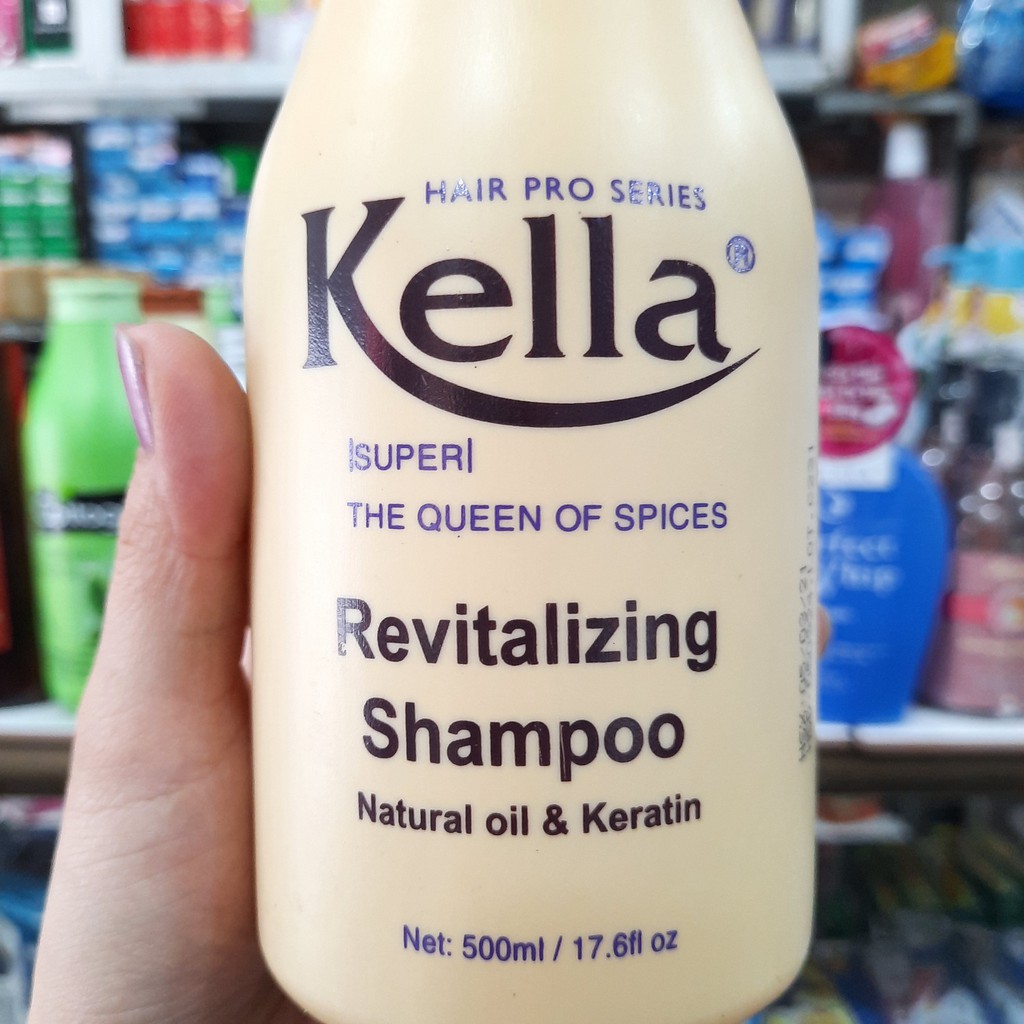 HAIR PRO SERIES
Kella®
|SUPER|
THE QUEEN OF SPICES
Revitalizing
Shampoo
Natural oil & Keratin
Net: 500ml / 17.6fl oz